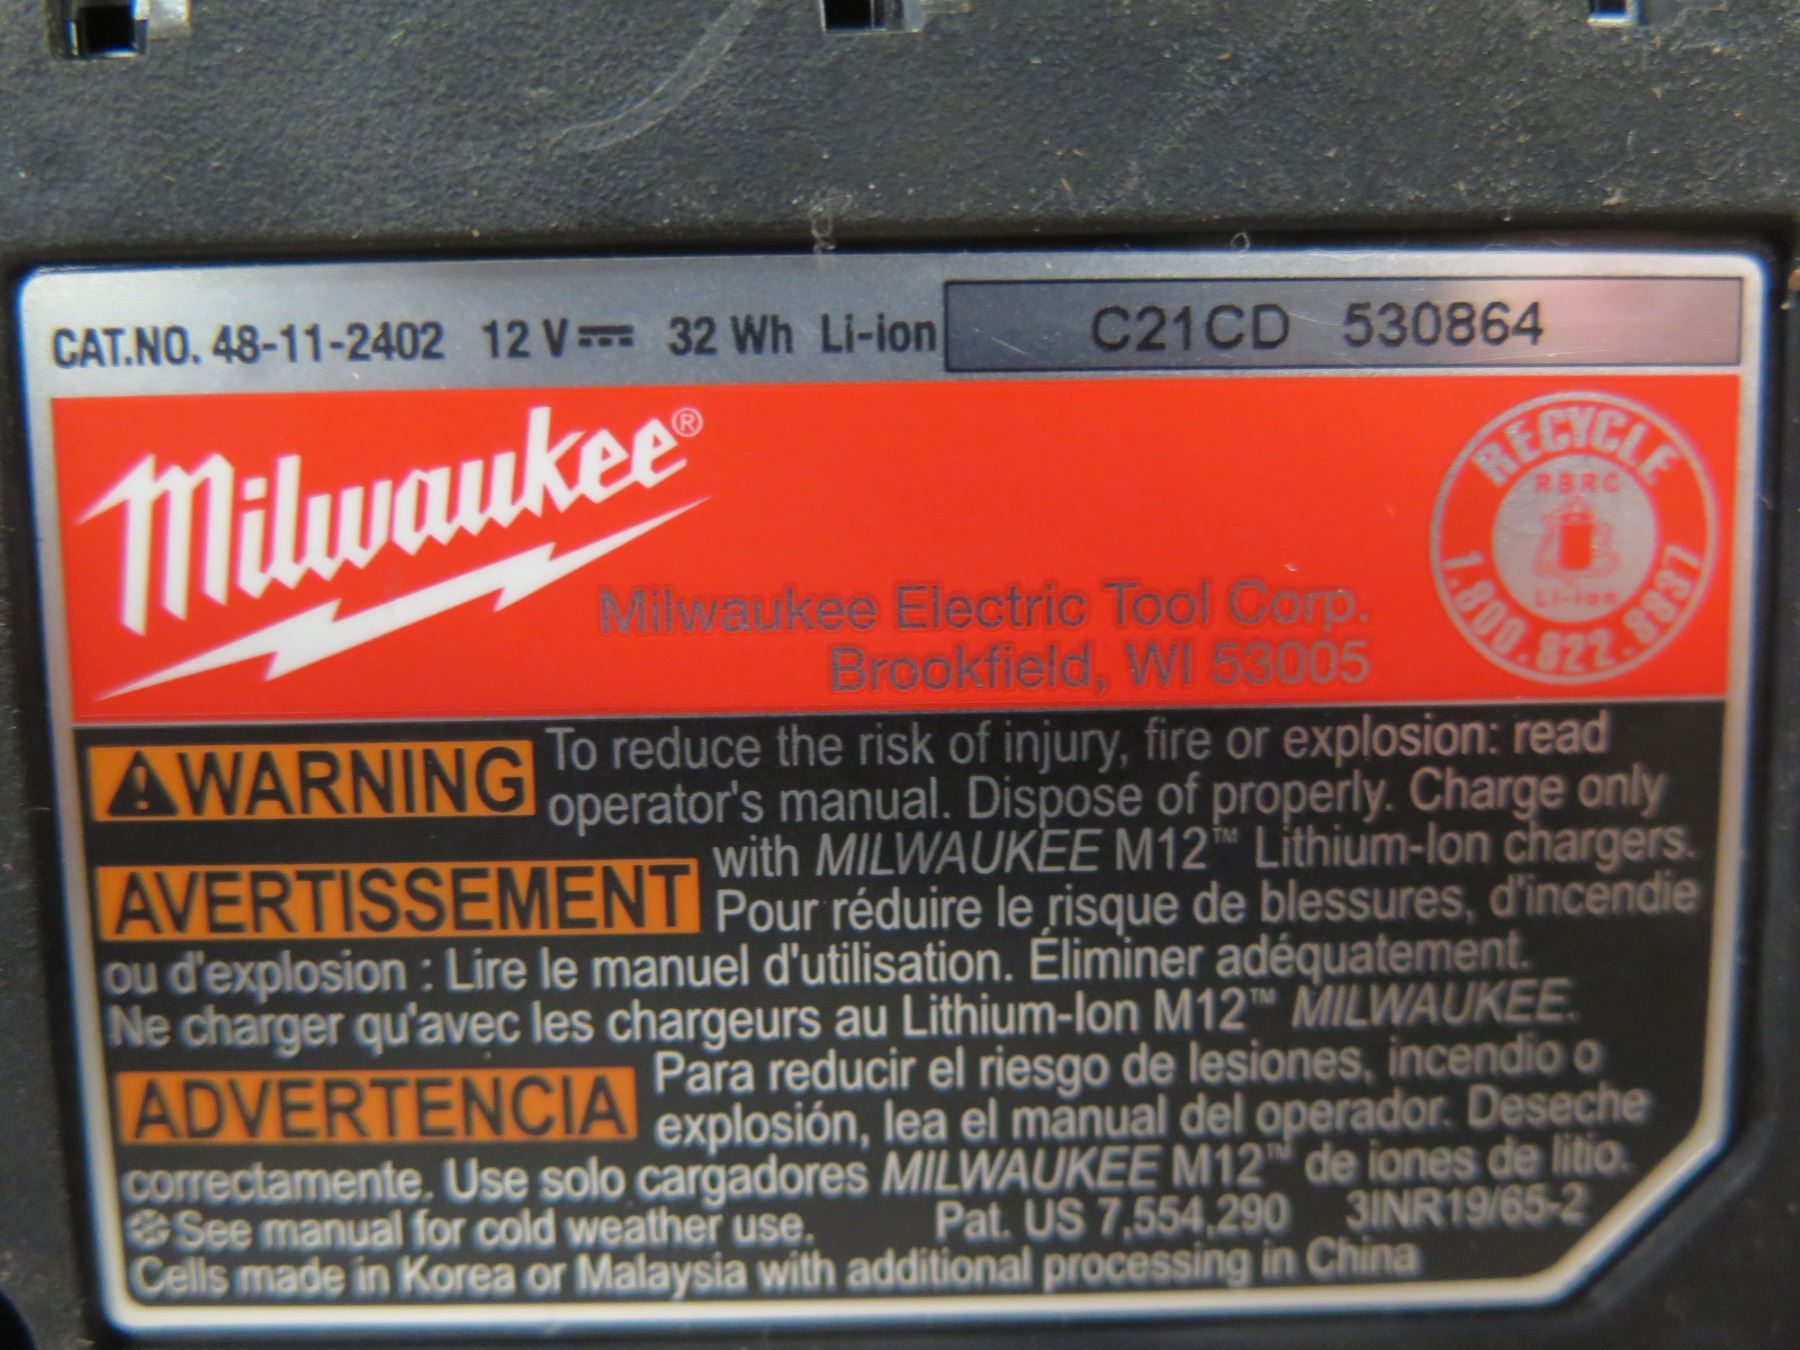 CAT.NO. 48-11-2402 12 V⎓ 32 Wh Li-ion C21CD 530864
Milwaukee®
RECYCLE
RBRC
Li-ion
1.800.822.8837
Milwaukee Electric Tool Corp.
Brookfield, WI 53005
⚠WARNING To reduce the risk of injury, fire or explosion: read
operator's manual. Dispose of properly. Charge only
with MILWAUKEE M12™ Lithium-Ion chargers.
AVERTISSEMENT Pour réduire le risque de blessures, d'incendie
ou d'explosion : Lire le manuel d'utilisation. Éliminer adéquatement.
Ne charger qu'avec les chargeurs au Lithium-Ion M12™ MILWAUKEE.
ADVERTENCIA Para reducir el riesgo de lesiones, incendio o
explosión, lea el manual del operador. Deseche
correctamente. Use solo cargadores MILWAUKEE M12™ de iones de litio.
See manual for cold weather use. Pat. US 7,554,290 3INR19/65-2
Cells made in Korea or Malaysia with additional processing in China